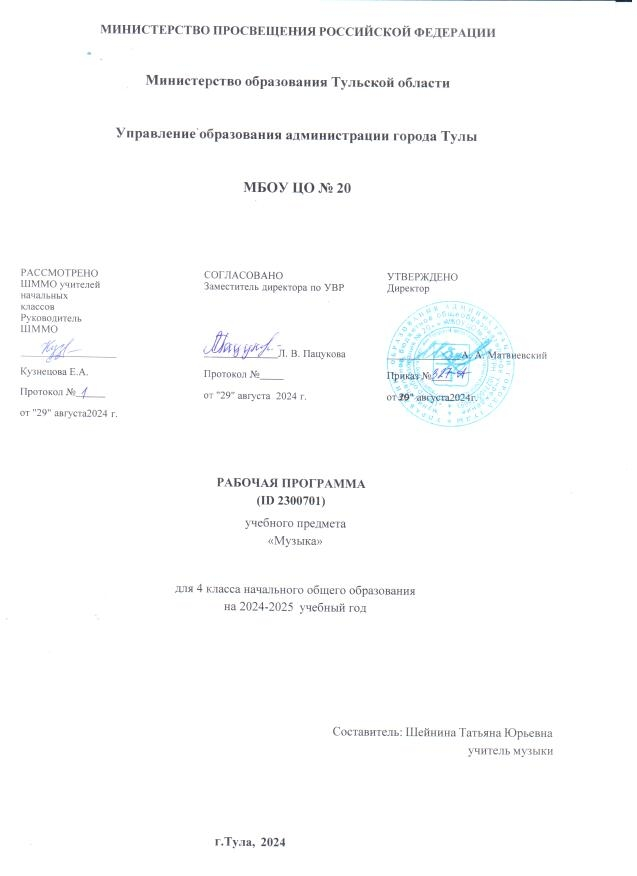 МИНИСТЕРСТВО ПРОСВЕЩЕНИЯ РОССИЙСКОЙ ФЕДЕРАЦИИ
Министерство образования Тульской области
Управление образования администрации города Тулы
МБОУ ЦО № 20
РАССМОТРЕНО
ШММО учителей
начальных
классов
Руководитель
ШММО
Кузнецова Е.А.
Протокол № 1
от "29" августа2024 г.
СОГЛАСОВАНО
Заместитель директора по УВР
Л. В. Пацукова
Протокол №
от "29" августа 2024 г.
УТВЕРЖДЕНО
Директор
А. А. Матвиевский
Приказ №
от " августа2024г.
РАБОЧАЯ ПРОГРАММА
(ID 2300701)
учебного предмета
«Музыка»
для 4 класса начального общего образования
на 2024-2025 учебный год
Составитель: Шейнина Татьяна Юрьевна
учитель музыки
г.Тула, 2024